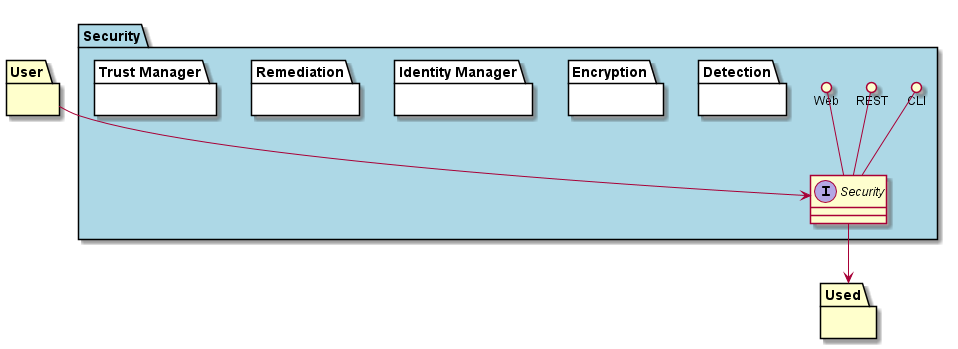 Security
User
Trust Manager
Remediation
Identity Manager
Encryption
Detection
Web
REST
CLI
I
Security
Used